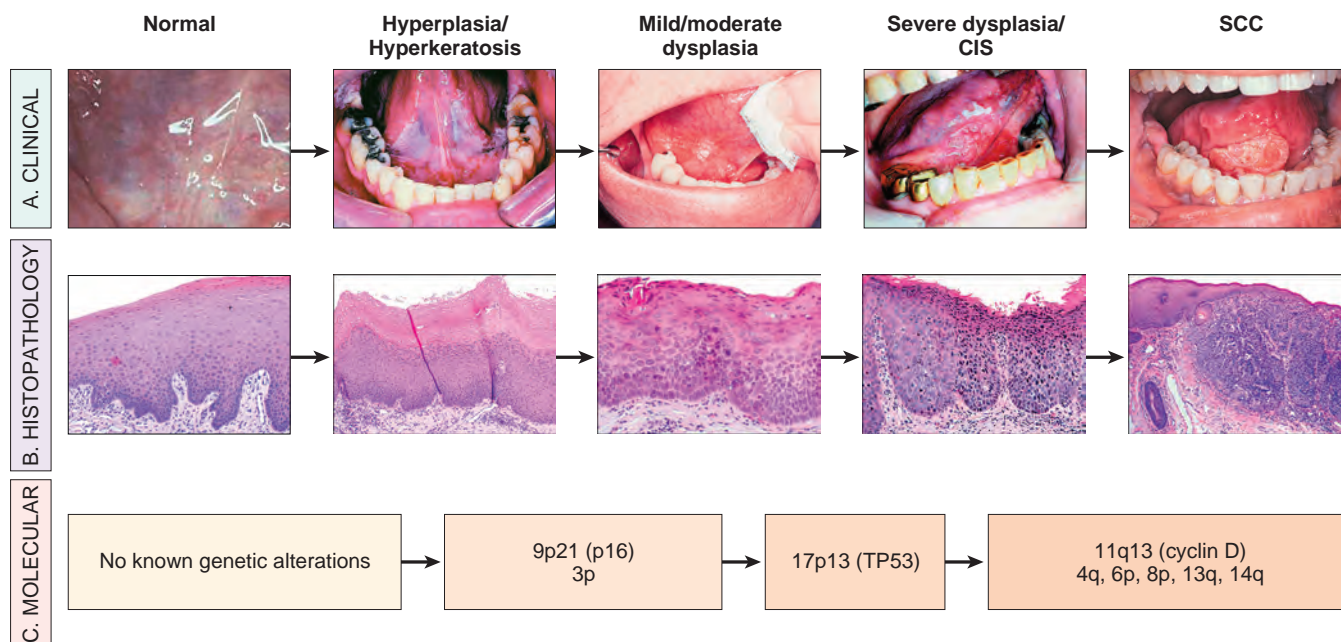 Normal
Hyperplasia/
Hyperkeratosis
Mild/moderate
dysplasia
Severe dysplasia/
CIS
SCC
A. CLINICAL
B. HISTOPATHOLOGY
C. MOLECULAR
No known genetic alterations
9p21 (p16)
3p
17p13 (TP53)
11q13 (cyclin D)
4q, 6p, 8p, 13q, 14q